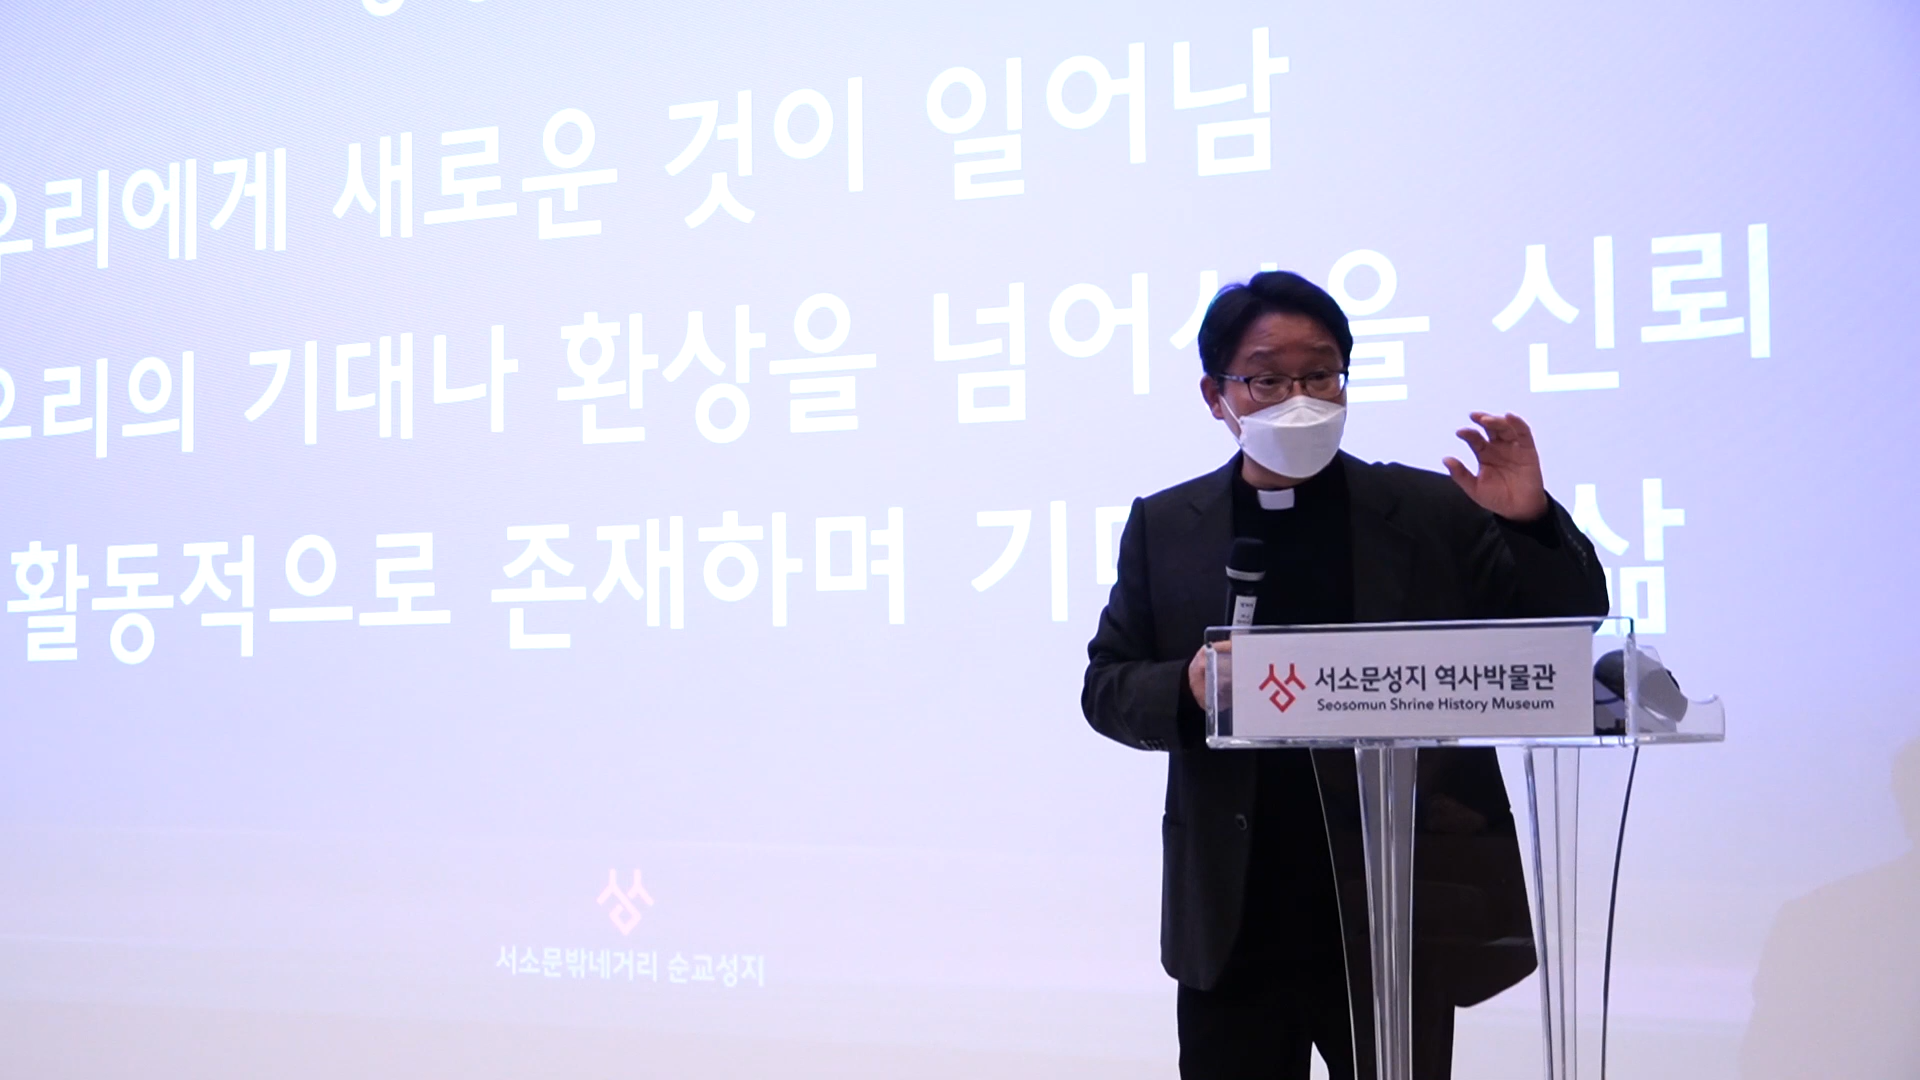 우리에게 새로운 것이 일어남
우리의 기대나 환상을 넘어섬을 신뢰
활동적으로 존재하며 삶
서소문성지 역사박물관
Seosomun Shrine History Museum
서소문밖네거리 순교성지